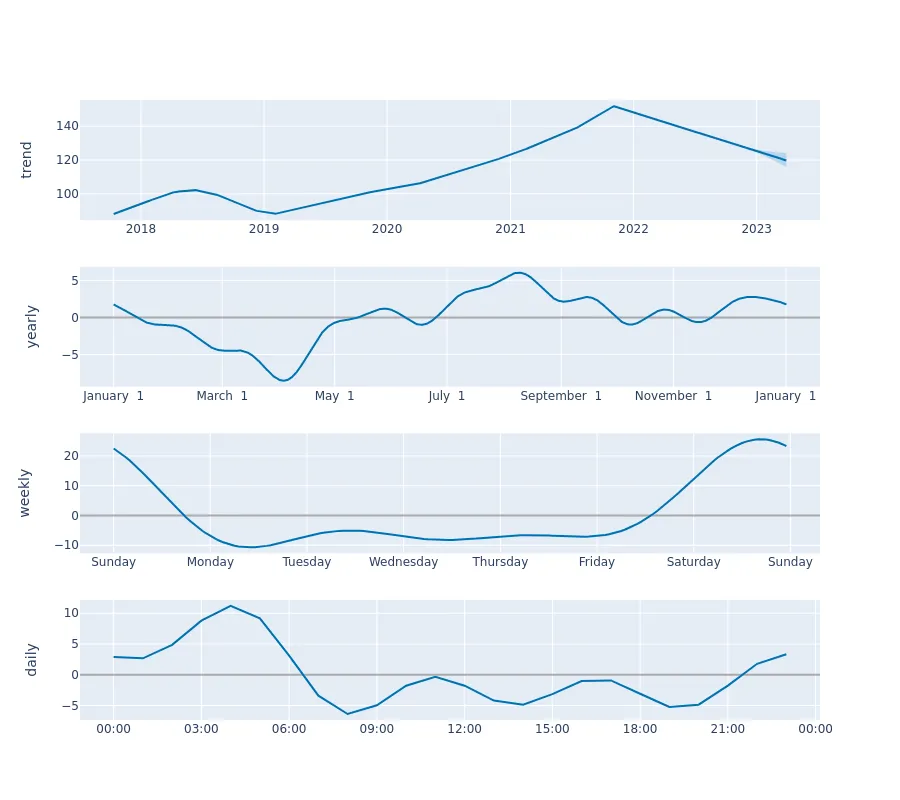 trend
140
120
100
2018 2019 2020 2021 2022 2023
yearly
5
0
−5
January 1 March 1 May 1 July 1 September 1 November 1 January 1
weekly
20
10
0
−10
Sunday Monday Tuesday Wednesday Thursday Friday Saturday Sunday
daily
10
5
0
−5
00:00 03:00 06:00 09:00 12:00 15:00 18:00 21:00 00:00